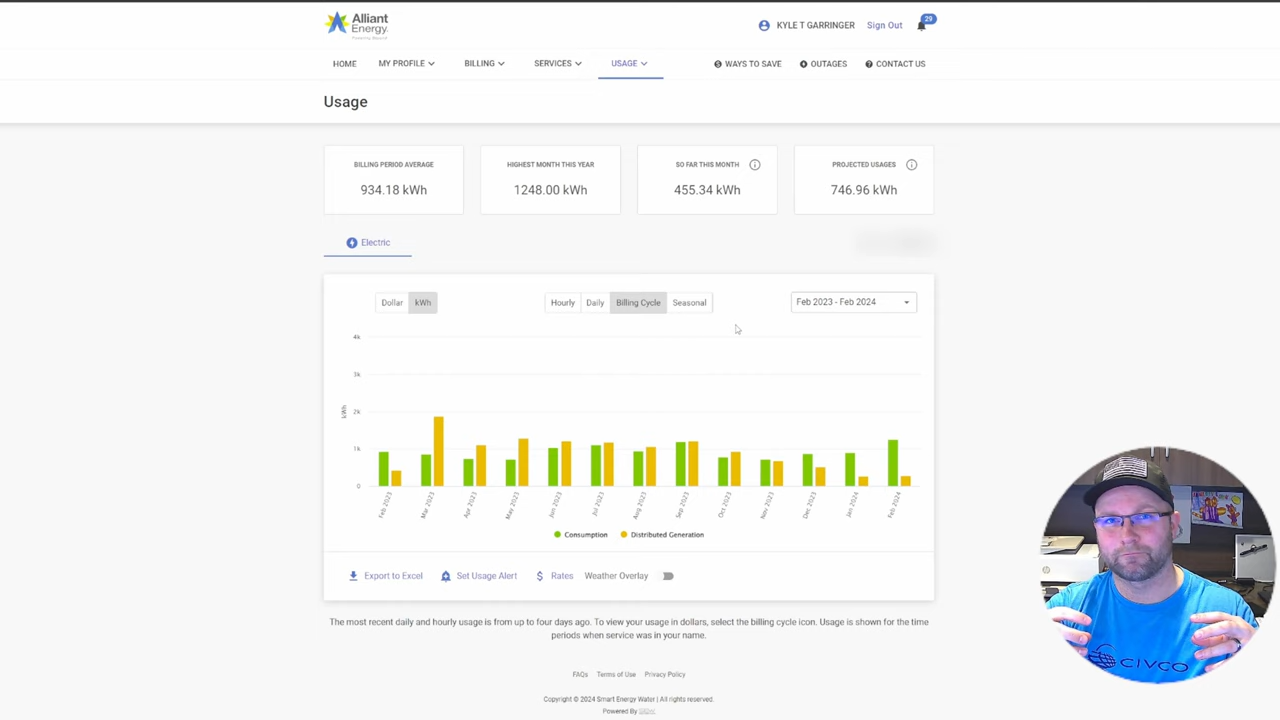 Alliant
Energy.
KYLE T GARRINGER Sign Out 29
HOME MY PROFILE BILLING SERVICES USAGE WAYS TO SAVE OUTAGES CONTACT US
Usage
BILLING PERIOD AVERAGE
934.18 kWh
HIGHEST MONTH THIS YEAR
1248.00 kWh
SO FAR THIS MONTH
455.34 kWh
PROJECTED USAGES
746.96 kWh
Electric
Dollar kWh Hourly Daily Billing Cycle Seasonal Feb 2023 - Feb 2024
4k
3k
2k
1k
0
kWh
Feb 2023 Mar 2023 Apr 2023 May 2023 Jun 2023 Jul 2023 Aug 2023 Sep 2023 Oct 2023 Nov 2023 Dec 2023 Jan 2024 Feb 2024
Consumption Distributed Generation
Export to Excel Set Usage Alert Rates Weather Overlay
The most recent daily and hourly usage is from up to four days ago. To view your usage in dollars, select the billing cycle icon. Usage is shown for the time
periods when service was in your name.
FAQs Terms of Use Privacy Policy
Copyright © 2024 Smart Energy Water | All rights reserved.
Powered By
CIVCO